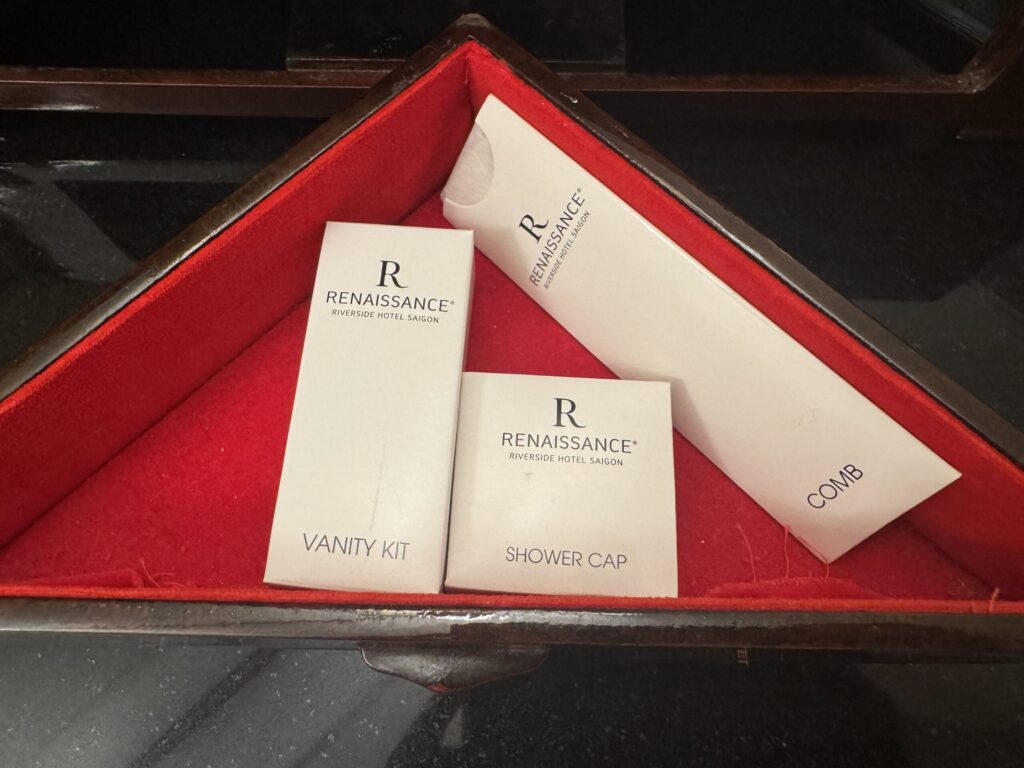 R
RENAISSANCE®
RIVERSIDE HOTEL SAIGON
VANITY KIT
R
RENAISSANCE®
RIVERSIDE HOTEL SAIGON
SHOWER CAP
R
RENAISSANCE®
RIVERSIDE HOTEL SAIGON
COMB